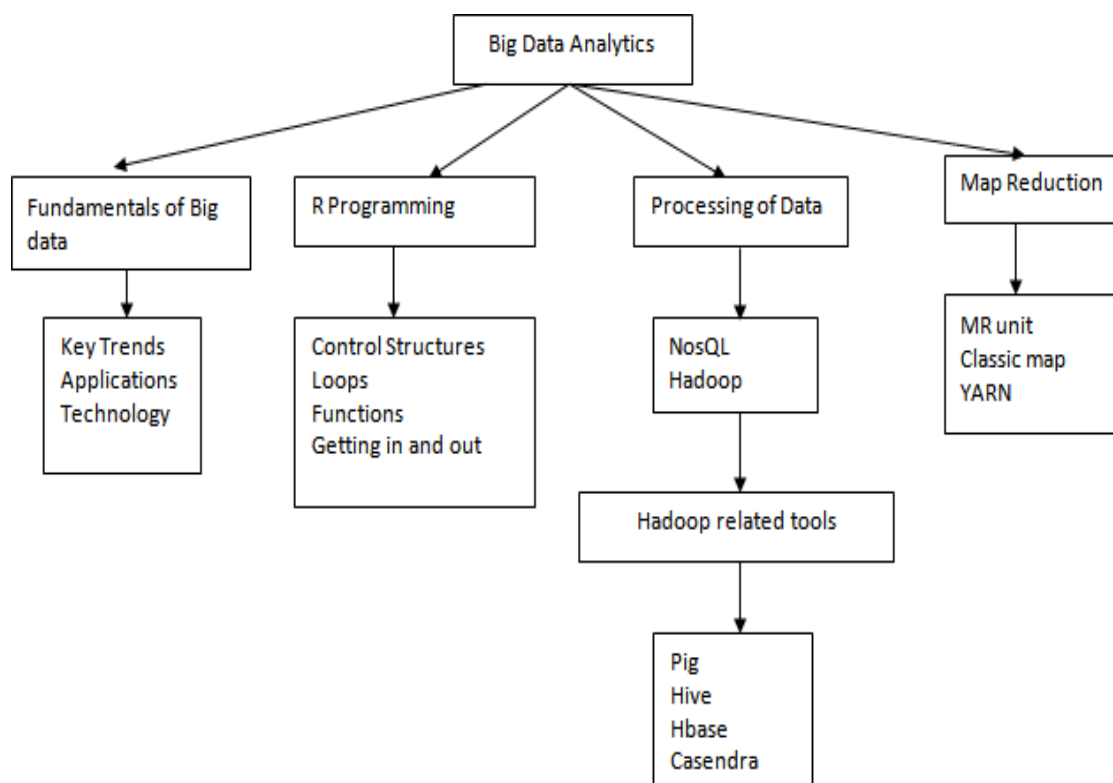 Big Data Analytics
Fundamentals of Big
data
R Programming
Processing of Data
Map Reduction
Key Trends
Applications
Technology
Control Structures
Loops
Functions
Getting in and out
NosQL
Hadoop
MR unit
Classic map
YARN
Hadoop related tools
Pig
Hive
Hbase
Casendra